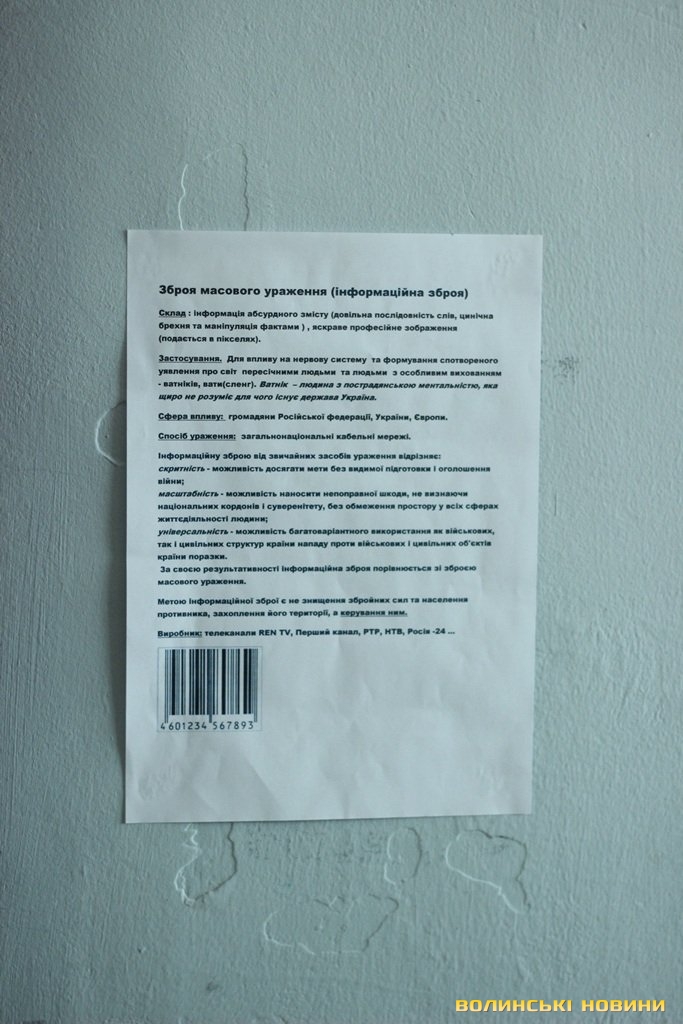 Зброя масового ураження (інформаційна зброя)
Склад : інформація абсурдного змісту (довільна послідовність слів, цинічна
брехня та маніпуляція фактами ) , яскраве професійне зображення
(подається в пікселях).
Застосування. Для впливу на нервову систему та формування спотвореного
уявлення про світ пересічними людьми та людьми з особливим вихованням
- ватніків, вати(сленг). Ватнік – людина з пострадянською ментальністю, яка
щиро не розуміє для чого існує держава Україна.
Сфера впливу: громадяни Російської федерації, України, Європи.
Спосіб ураження: загальнонаціональні кабельні мережі.
Інформаційну зброю від звичайних засобів ураження відрізняє:
скритність - можливість досягати мети без видимої підготовки і оголошення
війни;
масштабність - можливість наносити непоправної шкоди, не визнаючи
національних кордонів і суверенітету, без обмеження простору у всіх сферах
життєдіяльності людини;
універсальність - можливість багатоваріантного використання як військових,
так і цивільних структур країни нападу проти військових і цивільних об'єктів
країни поразки.
За своєю результативності інформаційна зброя порівнюється зі зброєю
масового ураження.
Метою інформаційної зброї є не знищення збройних сил та населення
противника, захоплення його території, а керування ним.
Виробник: телеканали REN TV, Перший канал, РТР, НТВ, Росія -24 ...
4 601234 567893
ВОЛИНСЬКІ НОВИНИ